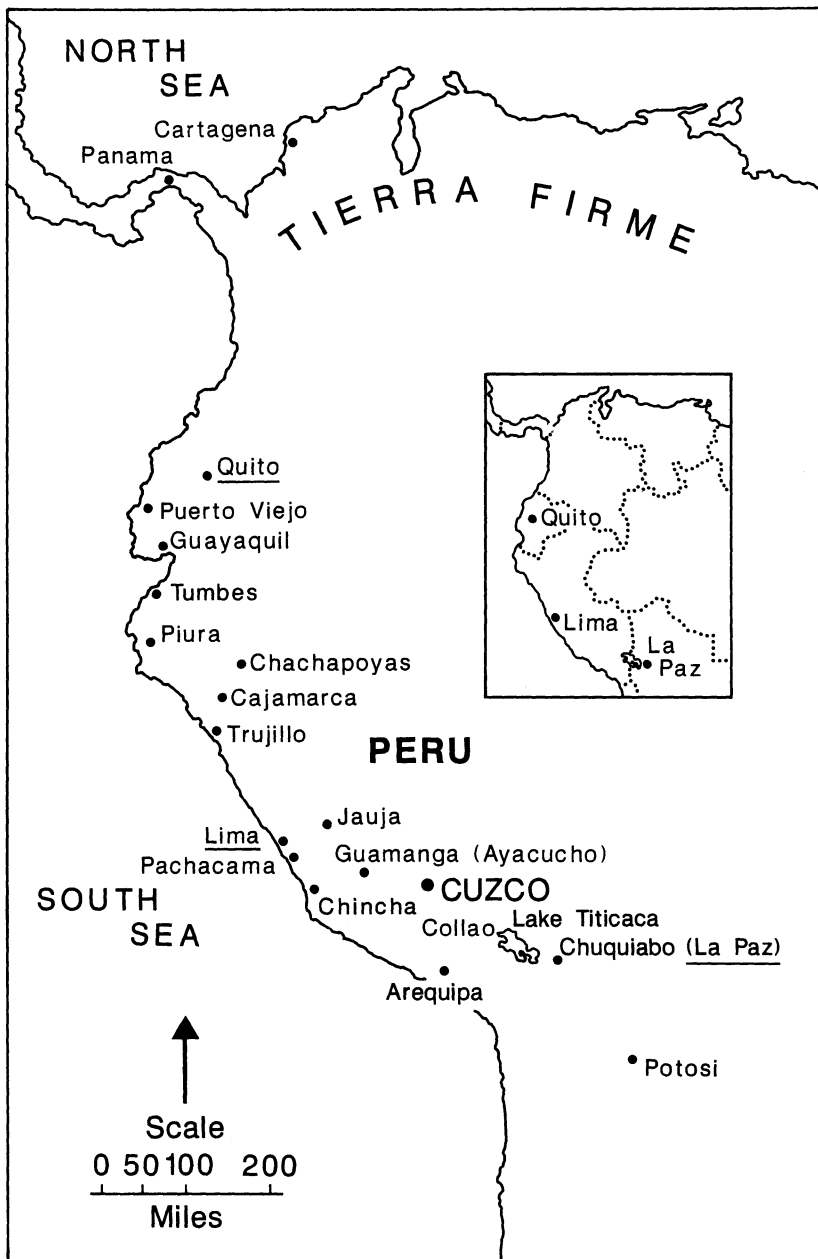 NORTH
SEA
Cartagena
Panama
TIERRA FIRME
Quito
Puerto Viejo
Guayaquil
Tumbes
Piura
Chachapoyas
Cajamarca
Trujillo
Quito
Lima
La
Paz
PERU
Jauja
Lima
Pachacama
Guamanga (Ayacucho)
CUZCO
Chincha
SOUTH
SEA
Collao
Lake Titicaca
Chuquiabo (La Paz)
Arequipa
Potosi
Scale
0 50 100 200
Miles